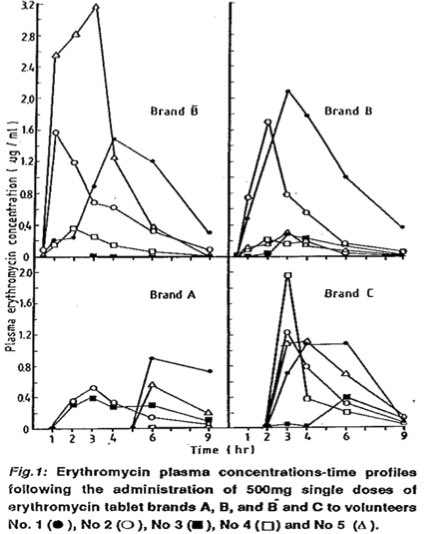 3.2
2.8
2.4
2.0
1.6
1.2
0.8
0.4
0
Brand B̄
Brand B
2.0
1.6
1.2
0.8
0.4
0
Brand A
Brand C
1 2 3 4 6 9
1 2 3 4 6 9
Plasma erythromycin concentration (ug/ml)
Time (hr)
Fig.1: Erythromycin plasma concentrations-time profiles
following the administration of 500mg single doses of
erythromycin tablet brands A, B, and B̄ and C to volunteers
No. 1 (●), No 2 (○), No 3 (■), No 4 (□) and No 5 (△).